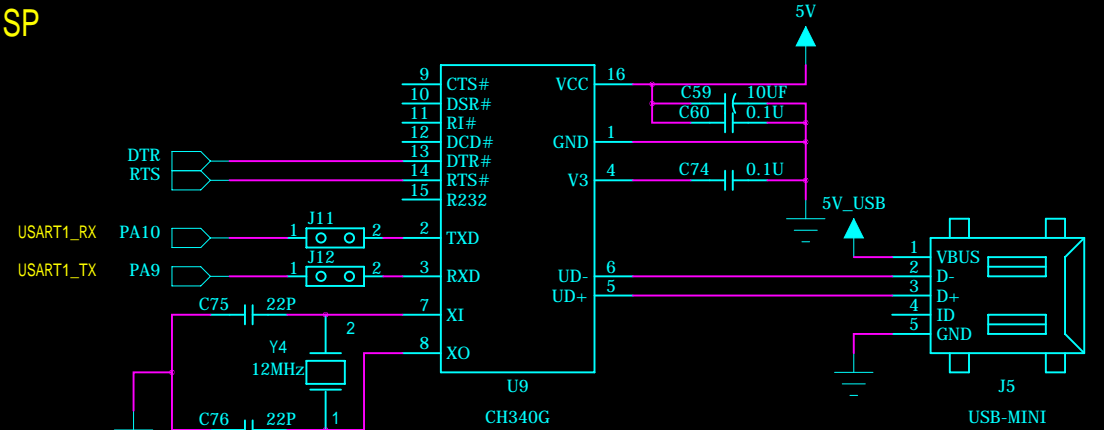 SP
5V
9 CTS# VCC 16
C59 10UF
10 DSR#
C60 0.1U
11 RI#
12 DCD# GND 1
DTR 13 DTR#
RTS 14 RTS# V3 4 C74 0.1U
15 R232
5V_USB
J11
USART1_RX PA10 1 2 2 TXD
1 VBUS
J12
USART1_TX PA9 1 2 3 RXD UD- 6 2 D-
UD+ 5 3 D+
C75 22P 7 XI 4 ID
2
5 GND
Y4
8 XO
12MHz
U9 J5
C76 22P 1 CH340G USB-MINI